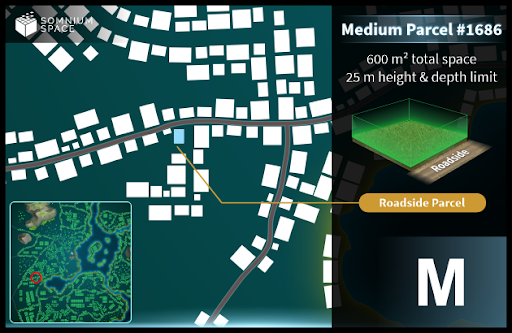 SOMNIUM
SPACE
Medium Parcel #1686
600 m² total space
25 m height & depth limit
Roadside
Roadside Parcel
M